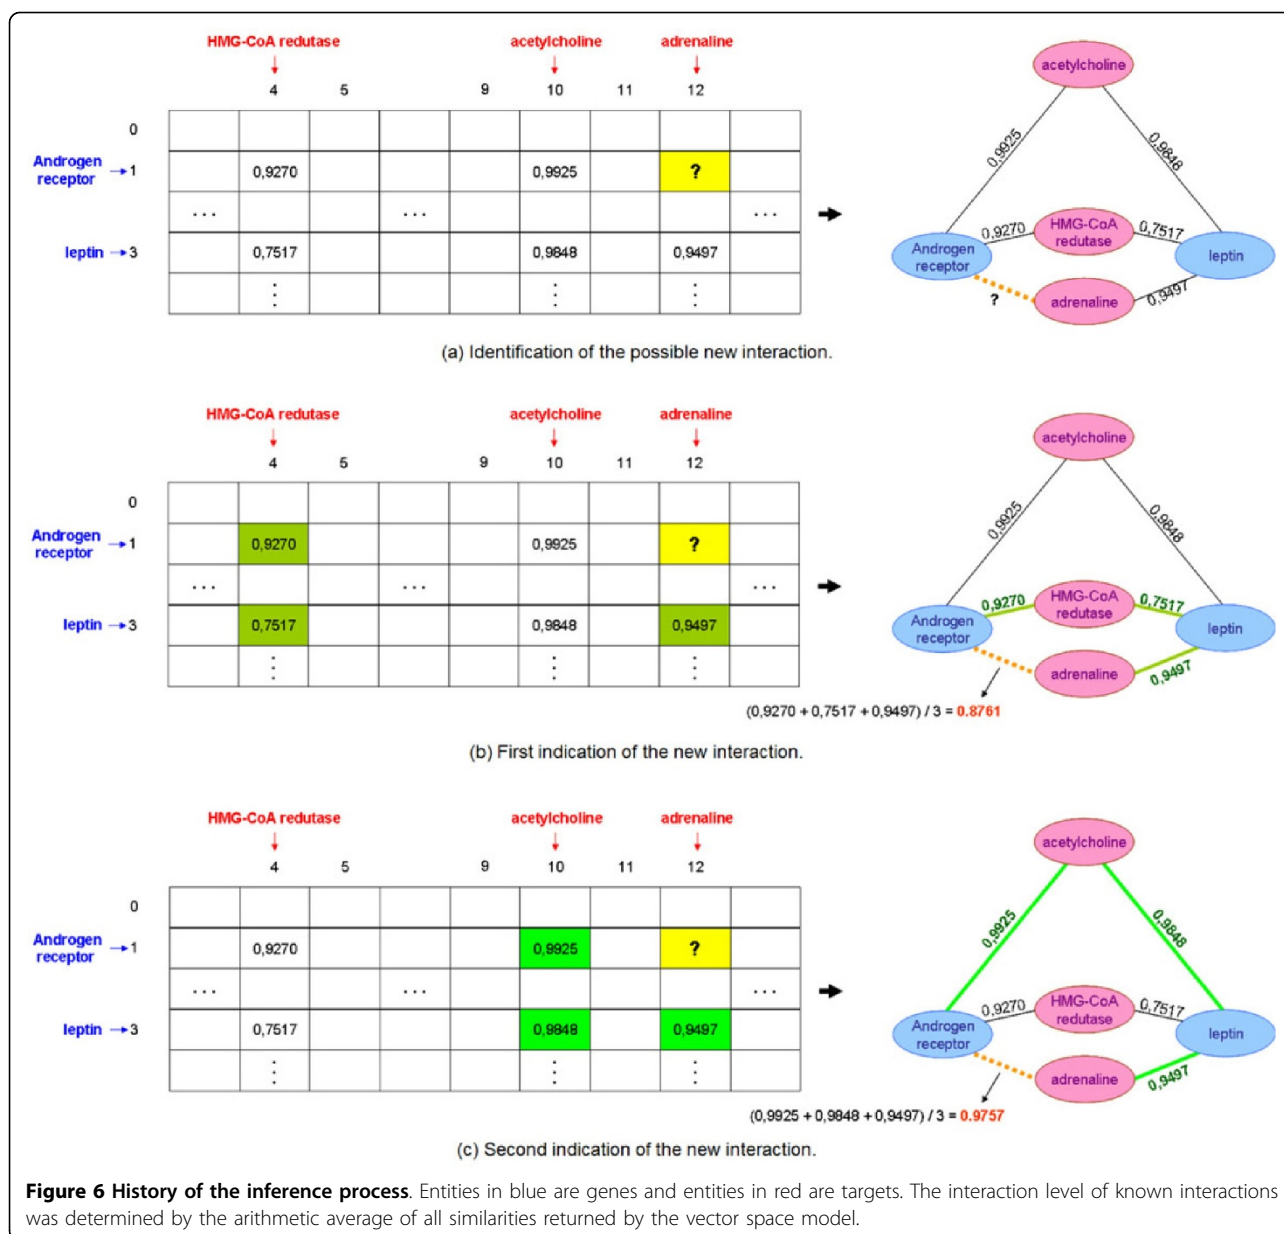 HMG-CoA redutase acetylcholine adrenaline
4 5 9 10 11 12
0
Androgen receptor 1 0,9270 0,9925 ?
... ... ...
leptin 3 0,7517 0,9848 0,9497
⋮ ⋮ ⋮
acetylcholine
0,9925 0,9848
Androgen receptor 0,9270 HMG-CoA redutase 0,7517 leptin
? adrenaline 0,9497
(a) Identification of the possible new interaction.
HMG-CoA redutase acetylcholine adrenaline
4 5 9 10 11 12
0
Androgen receptor 1 0,9270 0,9925 ?
... ... ...
leptin 3 0,7517 0,9848 0,9497
⋮ ⋮ ⋮
acetylcholine
0,9925 0,9848
Androgen receptor 0,9270 HMG-CoA redutase 0,7517 leptin
adrenaline 0,9497
(0,9270 + 0,7517 + 0,9497) / 3 = 0.8761
(b) First indication of the new interaction.
HMG-CoA redutase acetylcholine adrenaline
4 5 9 10 11 12
0
Androgen receptor 1 0,9270 0,9925 ?
... ... ...
leptin 3 0,7517 0,9848 0,9497
⋮ ⋮ ⋮
acetylcholine
0,9925 0,9848
Androgen receptor 0,9270 HMG-CoA redutase 0,7517 leptin
adrenaline 0,9497
(0,9925 + 0,9848 + 0,9497) / 3 = 0.9757
(c) Second indication of the new interaction.
Figure 6 History of the inference process. Entities in blue are genes and entities in red are targets. The interaction level of known interactions
was determined by the arithmetic average of all similarities returned by the vector space model.